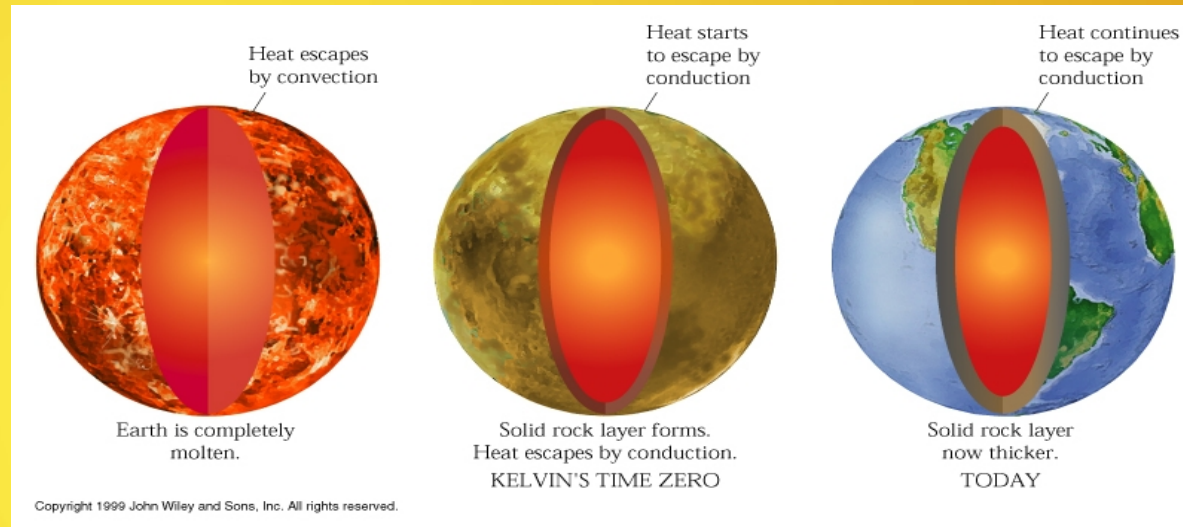 Heat escapes
by convection
Heat starts
to escape by
conduction
Heat continues
to escape by
conduction
Earth is completely
molten.
Solid rock layer forms.
Heat escapes by conduction.
KELVIN'S TIME ZERO
Solid rock layer
now thicker.
TODAY
Copyright 1999 John Wiley and Sons, Inc. All rights reserved.